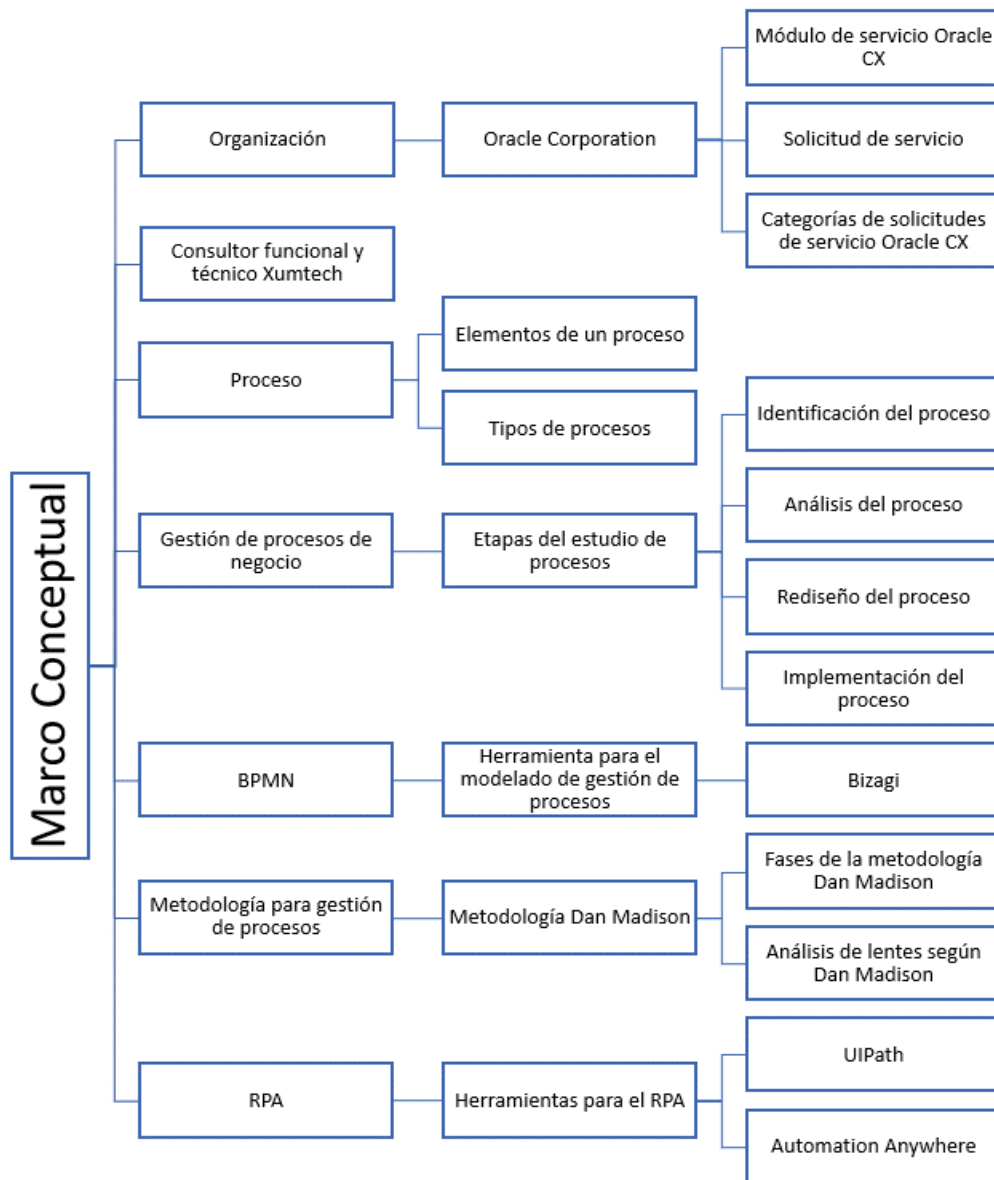 Marco Conceptual
Organización
Oracle Corporation
Módulo de servicio Oracle
CX
Solicitud de servicio
Categorías de solicitudes
de servicio Oracle CX
Consultor funcional y
técnico Xumtech
Proceso
Elementos de un proceso
Tipos de procesos
Gestión de procesos de
negocio
Etapas del estudio de
procesos
Identificación del proceso
Análisis del proceso
Rediseño del proceso
Implementación del
proceso
BPMN
Herramienta para el
modelado de gestión de
procesos
Bizagi
Metodología para gestión
de procesos
Metodología Dan Madison
Fases de la metodología
Dan Madison
Análisis de lentes según
Dan Madison
RPA
Herramientas para el RPA
UIPath
Automation Anywhere